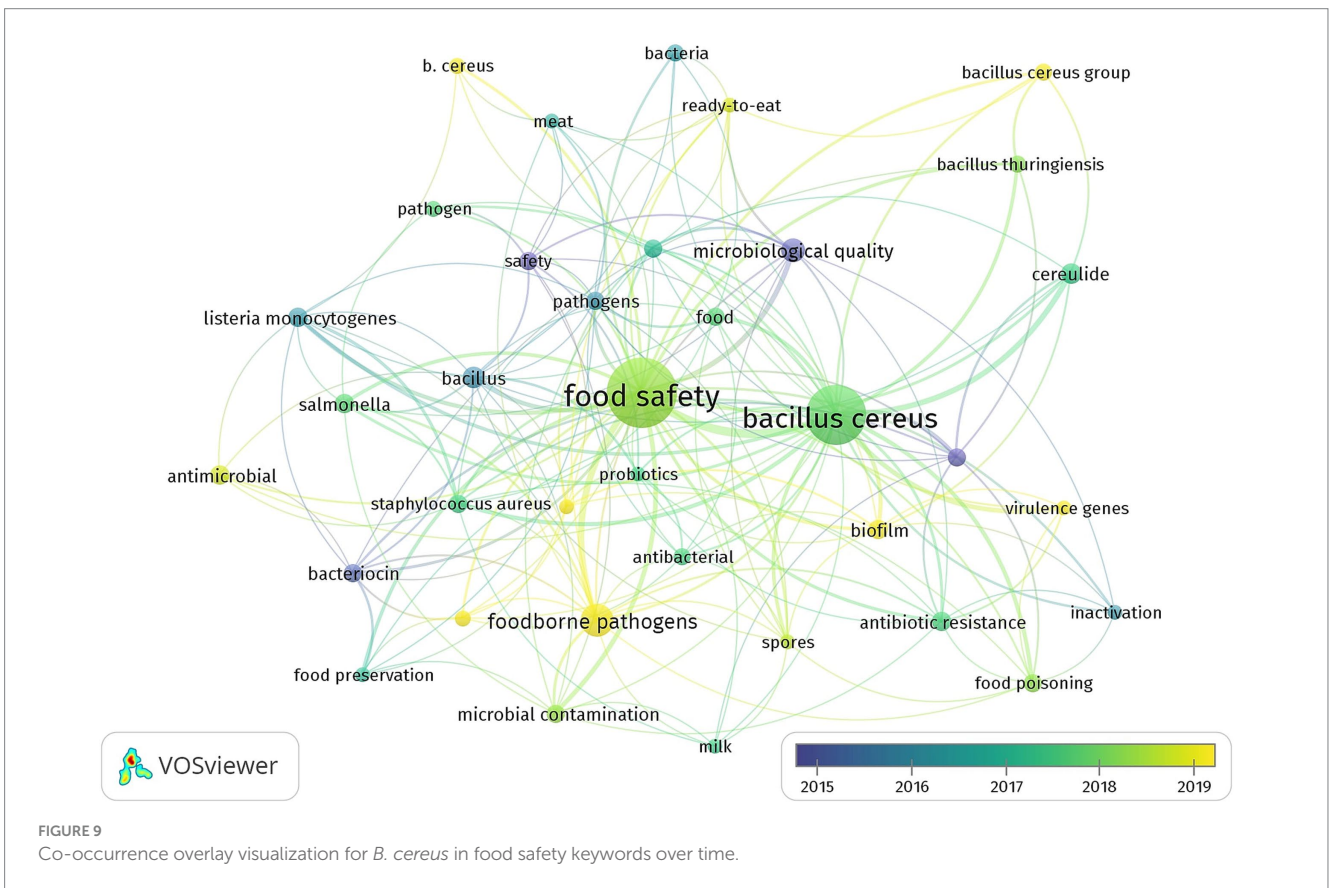 bacteria
b. cereus
bacillus cereus group
ready-to-eat
meat
bacillus thuringiensis
pathogen
microbiological quality
safety
cereulide
pathogens
food
listeria monocytogenes
bacillus
food safety
salmonella
bacillus cereus
probiotics
antimicrobial
staphylococcus aureus
virulence genes
biofilm
antibacterial
bacteriocin
inactivation
foodborne pathogens
antibiotic resistance
spores
food preservation
food poisoning
microbial contamination
milk
VOSviewer
2015 2016 2017 2018 2019
FIGURE 9
Co-occurrence overlay visualization for B. cereus in food safety keywords over time.